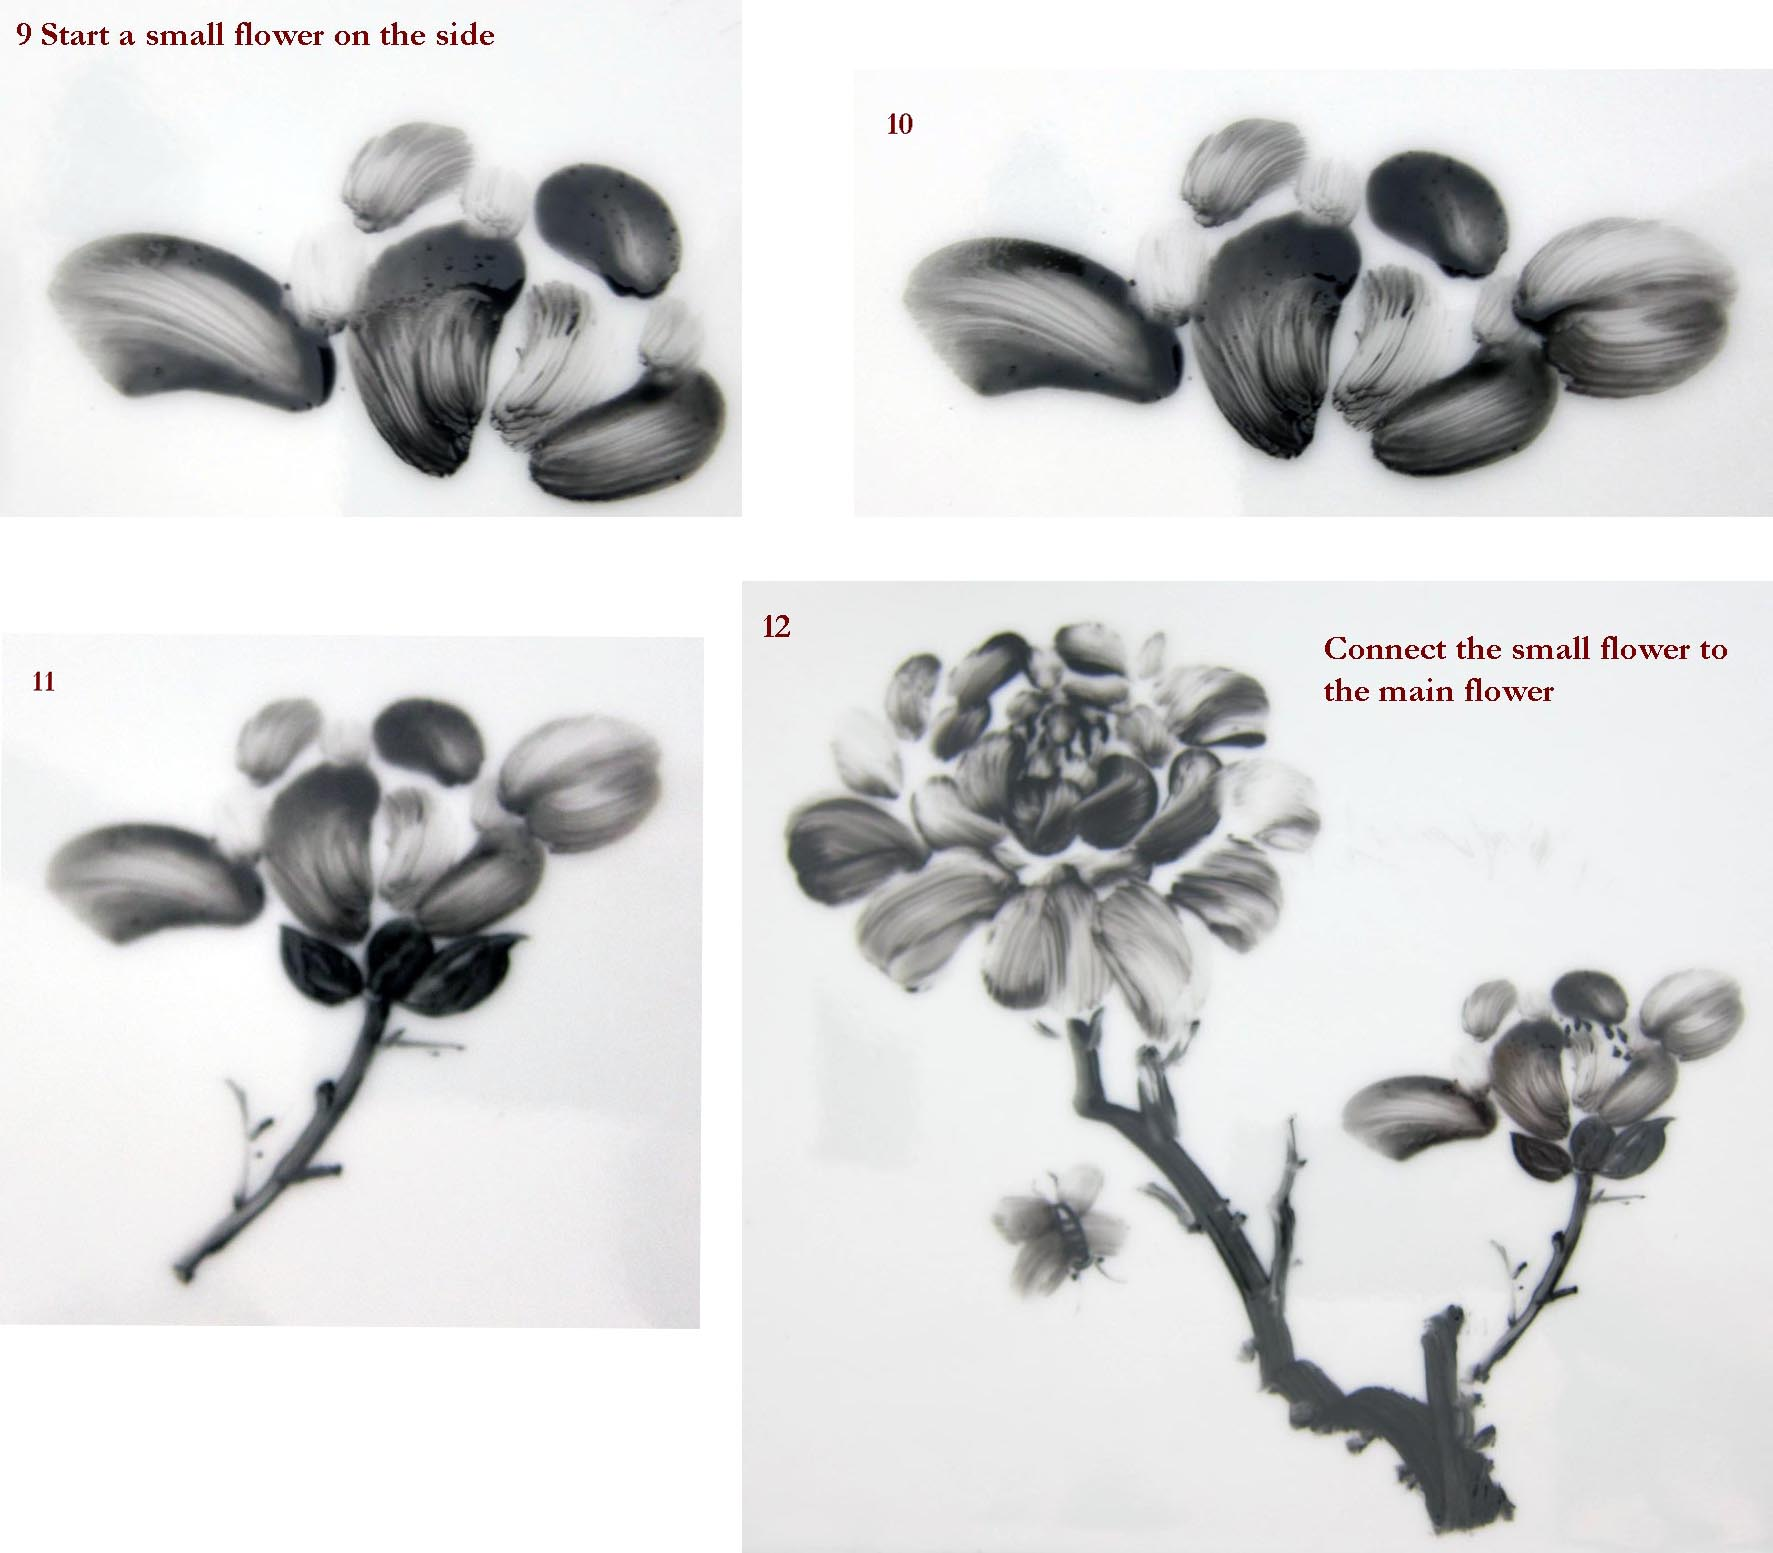 9 Start a small flower on the side
10
11
12
Connect the small flower to
the main flower